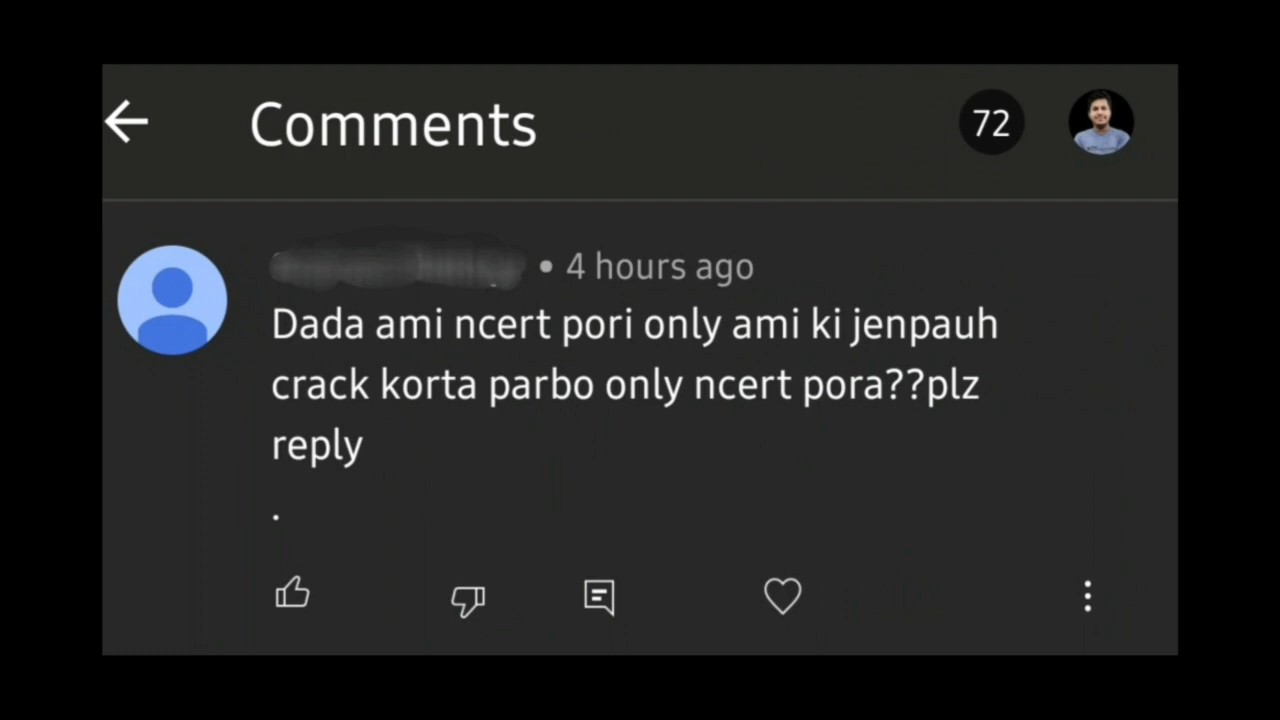 Comments
72
• 4 hours ago
Dada ami ncert pori only ami ki jenpauh
crack korta parbo only ncert pora??plz
reply
.